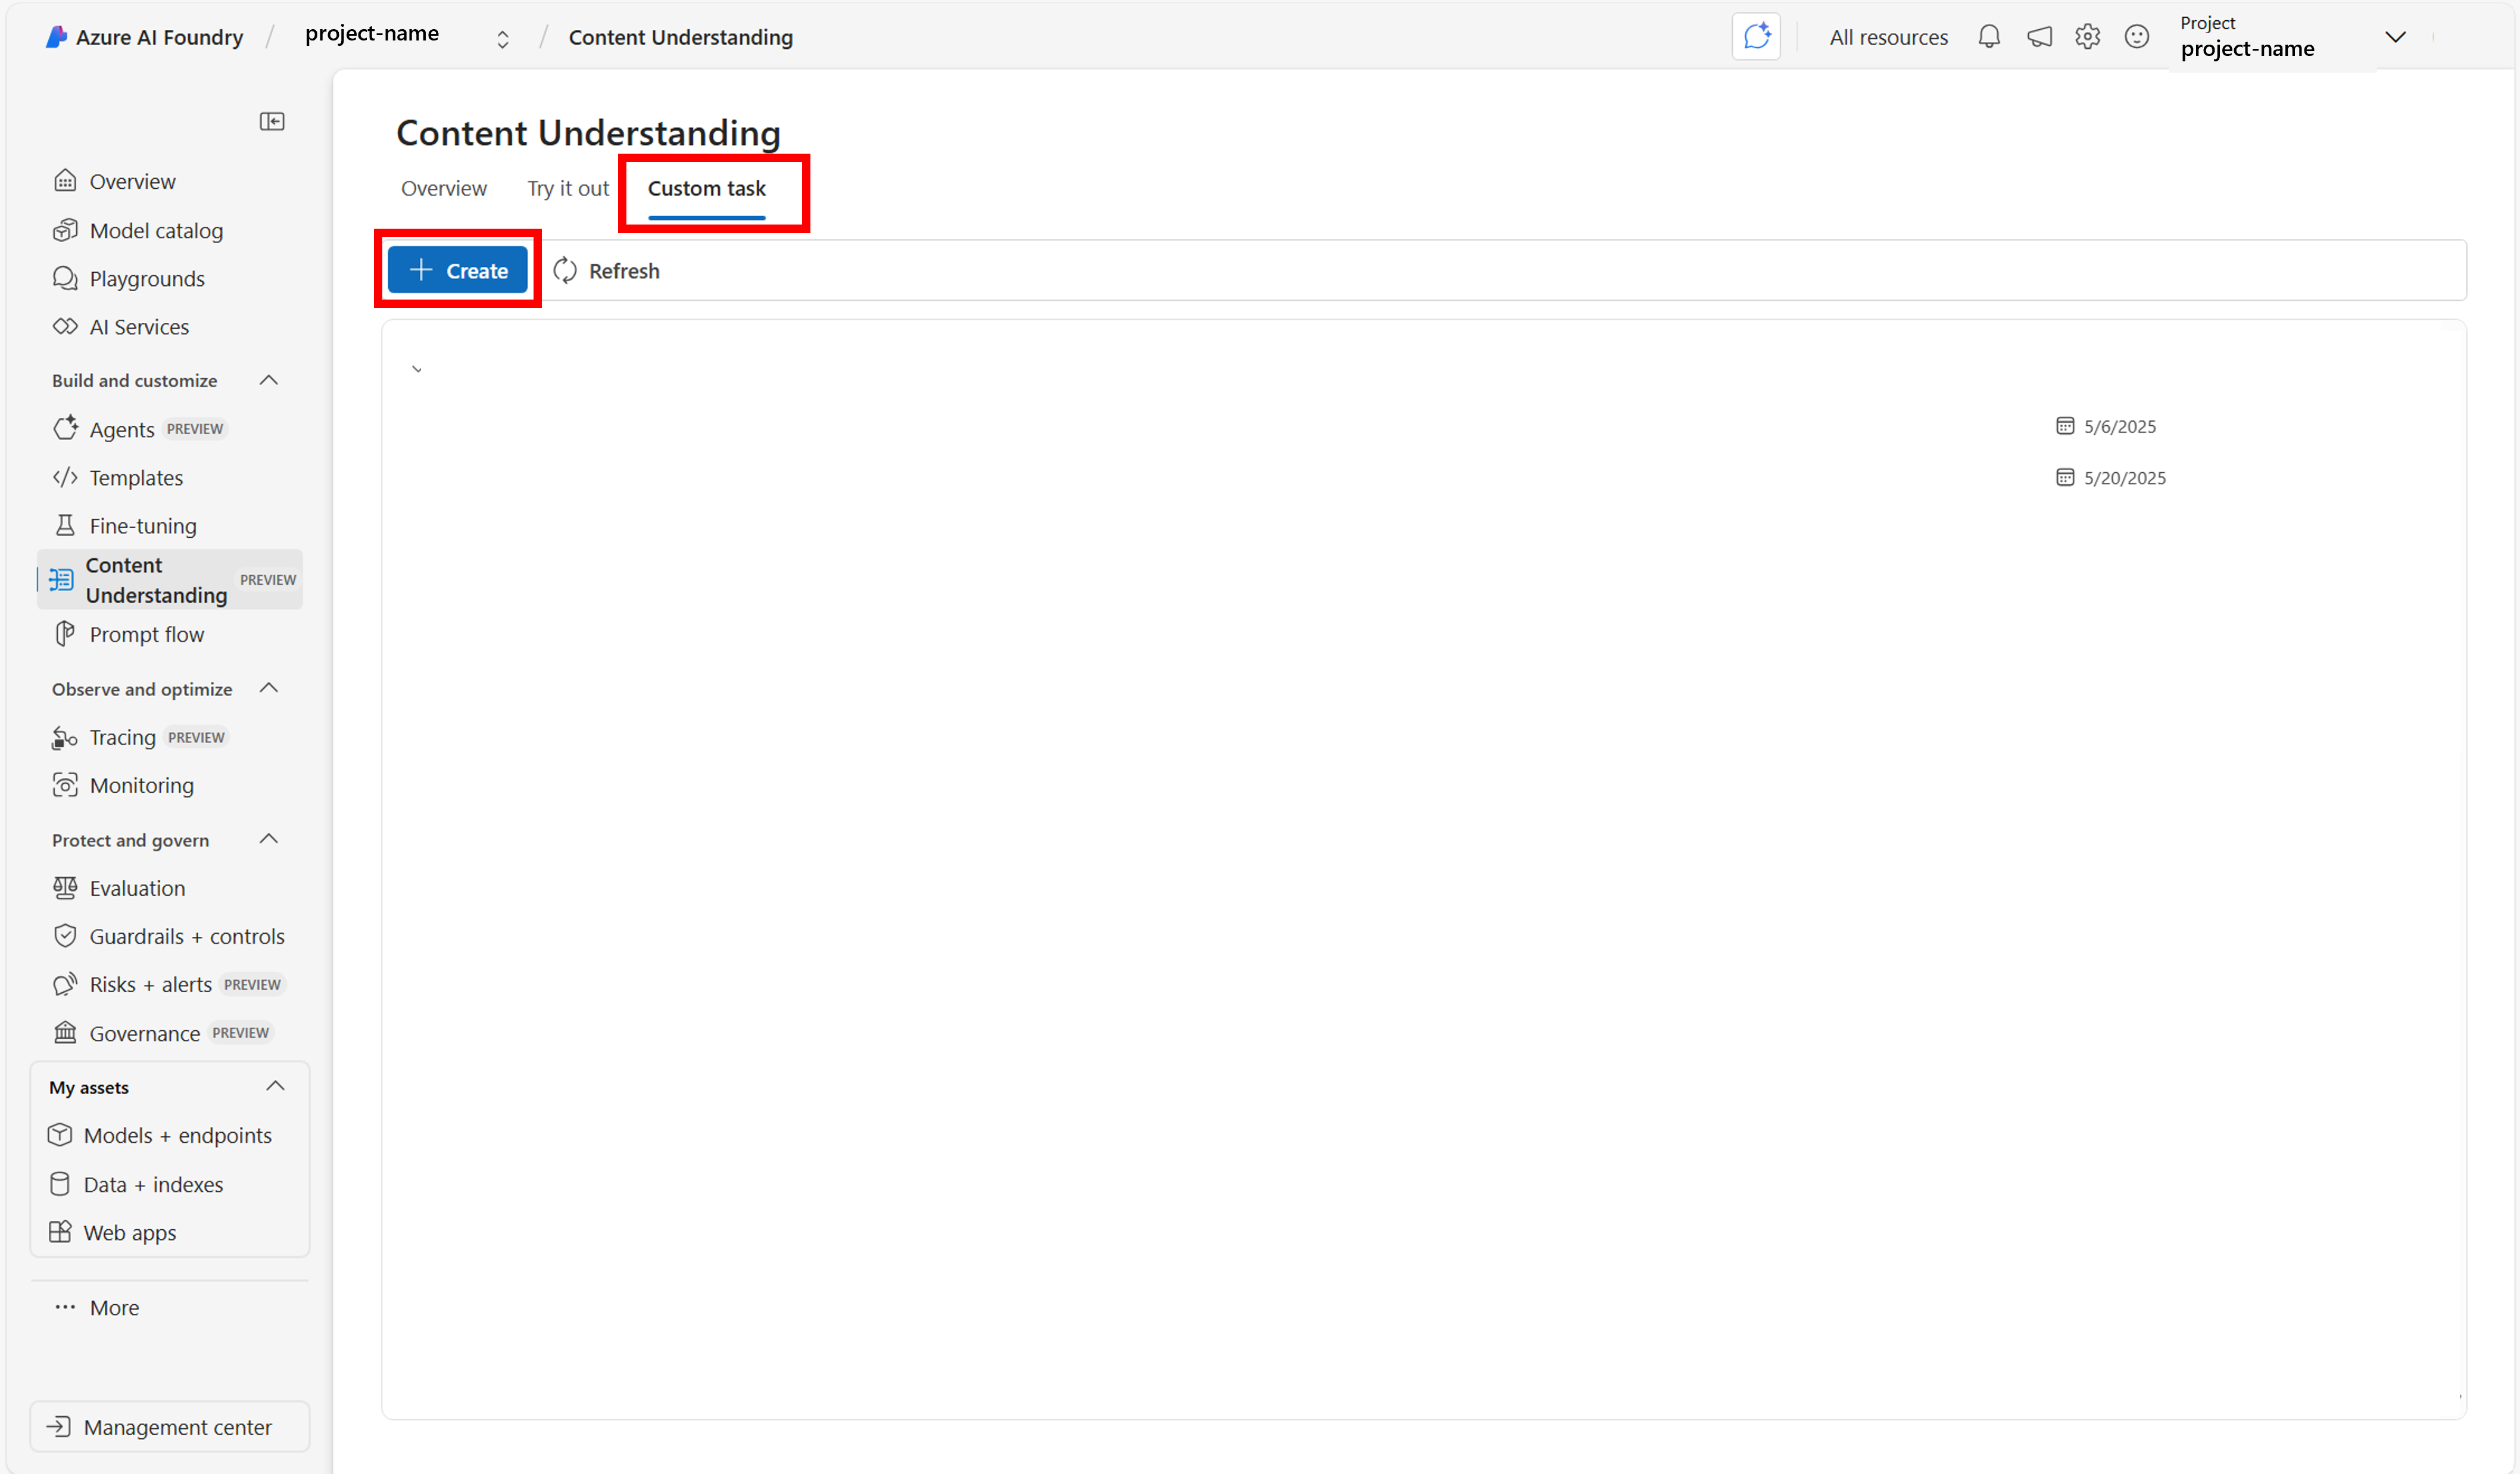 Azure AI Foundry / project-name / Content Understanding
All resources
Project
project-name
Overview
Model catalog
Playgrounds
AI Services
Build and customize
Agents PREVIEW
Templates
Fine-tuning
Content
Understanding PREVIEW
Prompt flow
Observe and optimize
Tracing PREVIEW
Monitoring
Protect and govern
Evaluation
Guardrails + controls
Risks + alerts PREVIEW
Governance PREVIEW
My assets
Models + endpoints
Data + indexes
Web apps
More
Management center
Content Understanding
Overview Try it out Custom task
Create Refresh
5/6/2025
5/20/2025